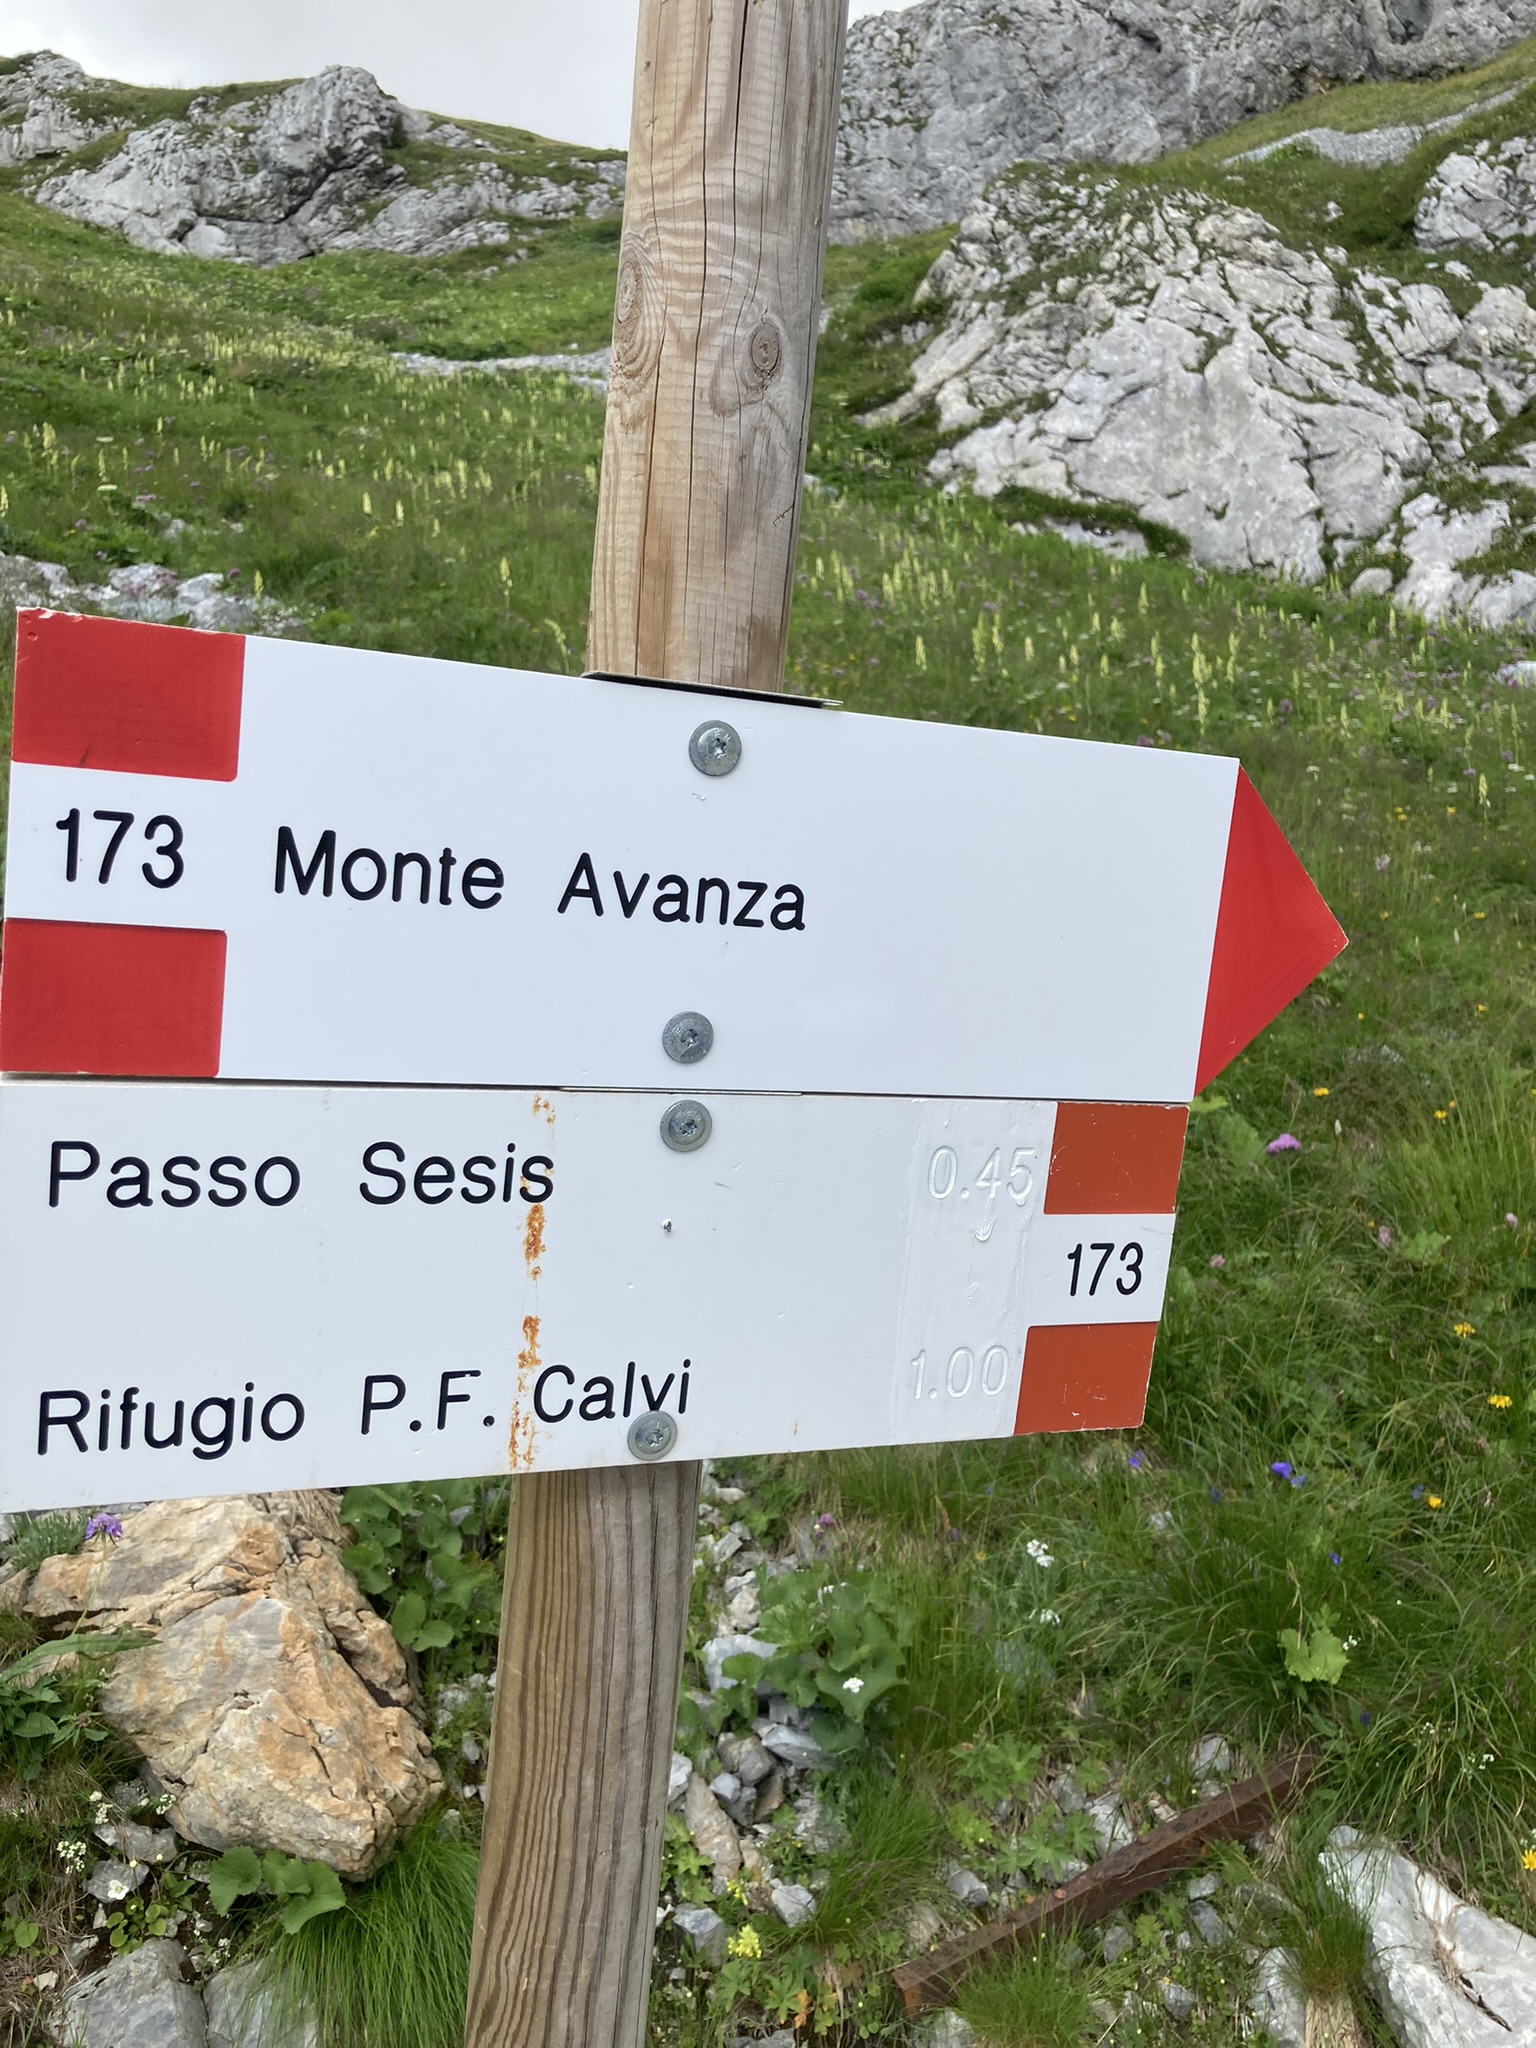 173 Monte Avanza
Passo Sesis 0.45
173
Rifugio P.F. Calvi 1.00